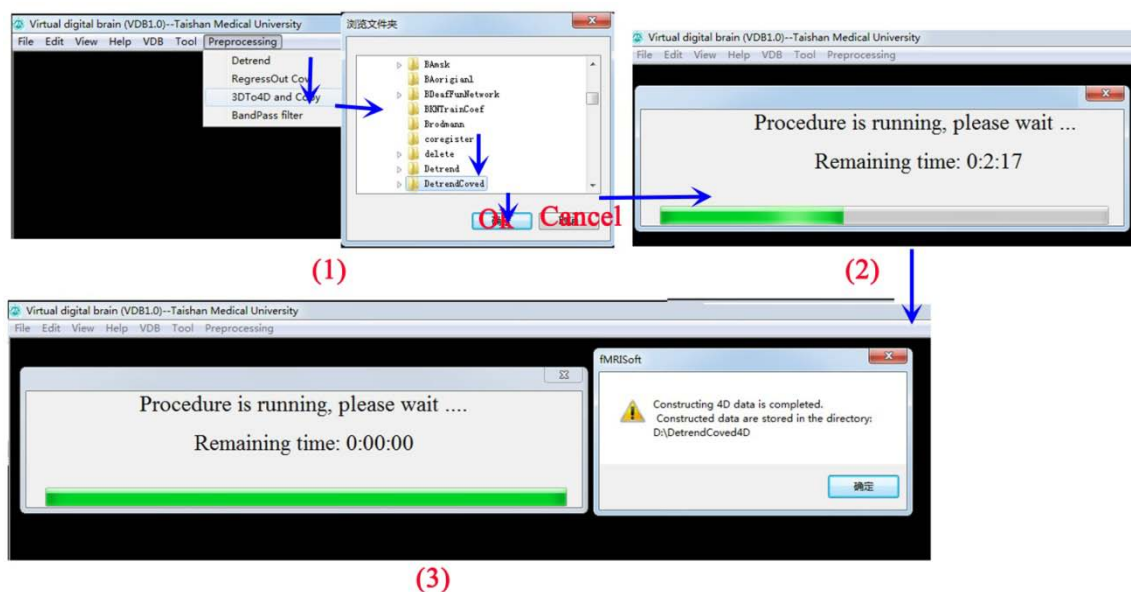 Virtual digital brain (VDB1.0)--Taishan Medical University
File Edit View Help VDB Tool Preprocessing
Detrend
RegressOut Cov
3DTo4D and Copy
BandPass filter
浏览文件夹
BAmsk
BAorigianl
BDeafFunNetwork
BKNTrainCoef
Brodmann
coregister
delete
Detrend
DetrendCoved
Ok Cancel
(1)
Virtual digital brain (VDB1.0)--Taishan Medical University
File Edit View Help VDB Tool Preprocessing
Procedure is running, please wait ...
Remaining time: 0:2:17
(2)
Virtual digital brain (VDB1.0)--Taishan Medical University
File Edit View Help VDB Tool Preprocessing
Procedure is running, please wait ....
Remaining time: 0:00:00
fMRISoft
Constructing 4D data is completed.
Constructed data are stored in the directory:
D:\DetrendCoved4D
确定
(3)